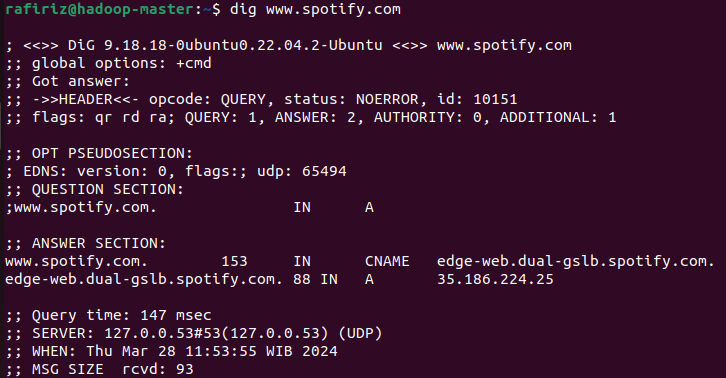 rafiriz@hadoop-master:~$ dig www.spotify.com
; <<>> DiG 9.18.18-0ubuntu0.22.04.2-Ubuntu <<>> www.spotify.com
;; global options: +cmd
;; Got answer:
;; ->>HEADER<<- opcode: QUERY, status: NOERROR, id: 10151
;; flags: qr rd ra; QUERY: 1, ANSWER: 2, AUTHORITY: 0, ADDITIONAL: 1
;; OPT PSEUDOSECTION:
; EDNS: version: 0, flags:; udp: 65494
;; QUESTION SECTION:
;www.spotify.com. IN A
;; ANSWER SECTION:
www.spotify.com. 153 IN CNAME edge-web.dual-gslb.spotify.com.
edge-web.dual-gslb.spotify.com. 88 IN A 35.186.224.25
;; Query time: 147 msec
;; SERVER: 127.0.0.53#53(127.0.0.53) (UDP)
;; WHEN: Thu Mar 28 11:53:55 WIB 2024
;; MSG SIZE rcvd: 93